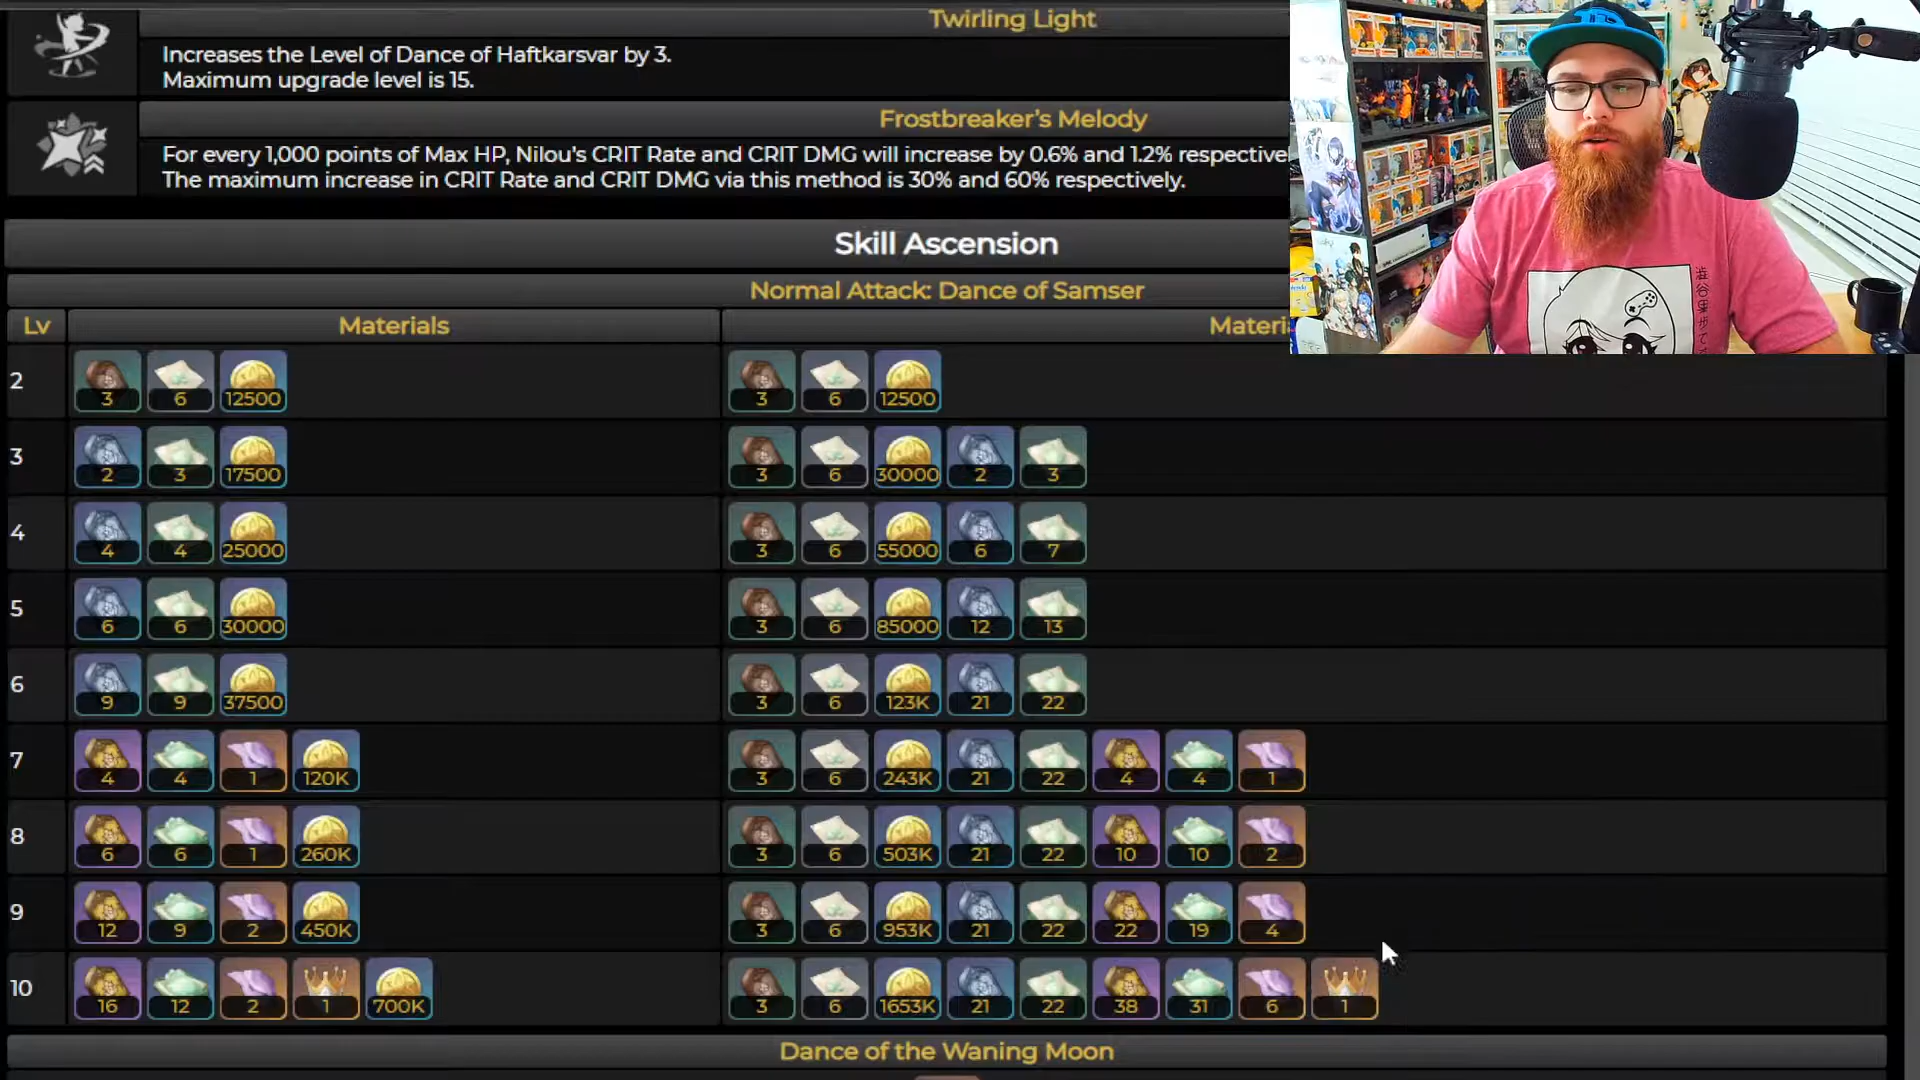 Twirling Light
Increases the Level of Dance of Haftkarsvar by 3.
Maximum upgrade level is 15.
Frostbreaker's Melody
For every 1,000 points of Max HP, Nilou's CRIT Rate and CRIT DMG will increase by 0.6% and 1.2%
The maximum increase in CRIT Rate and CRIT DMG via this method is 30% and 60% respectively.
Skill Ascension
Normal Attack: Dance of Samser
Lv Materials
2 3 6 12500 3 6 12500
3 2 3 17500 3 6 30000 2 3
4 4 4 25000 3 6 55000 6 7
5 6 6 30000 3 6 85000 12 13
6 9 9 37500 3 6 123K 21 22
7 4 4 1 120K 3 6 243K 21 22 4 4 1
8 6 6 1 260K 3 6 503K 21 22 10 10 2
9 12 9 2 450K 3 6 953K 21 22 22 19 4
10 16 12 2 1 700K 3 6 1653K 21 22 38 31 6 1
Dance of the Waning Moon